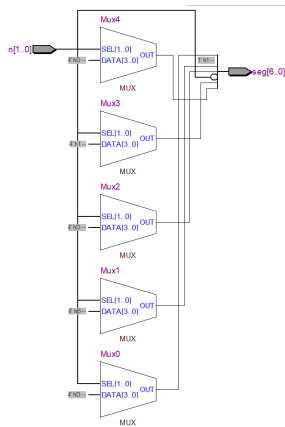 Mux4
n[1..0]
SEL[1..0]
OUT
DATA[3..0]
seg[6..0]
MUX
Mux3
SEL[1..0]
OUT
DATA[3..0]
MUX
Mux2
SEL[1..0]
OUT
DATA[3..0]
MUX
Mux1
SEL[1..0]
OUT
DATA[3..0]
MUX
Mux0
SEL[1..0]
OUT
DATA[3..0]
MUX